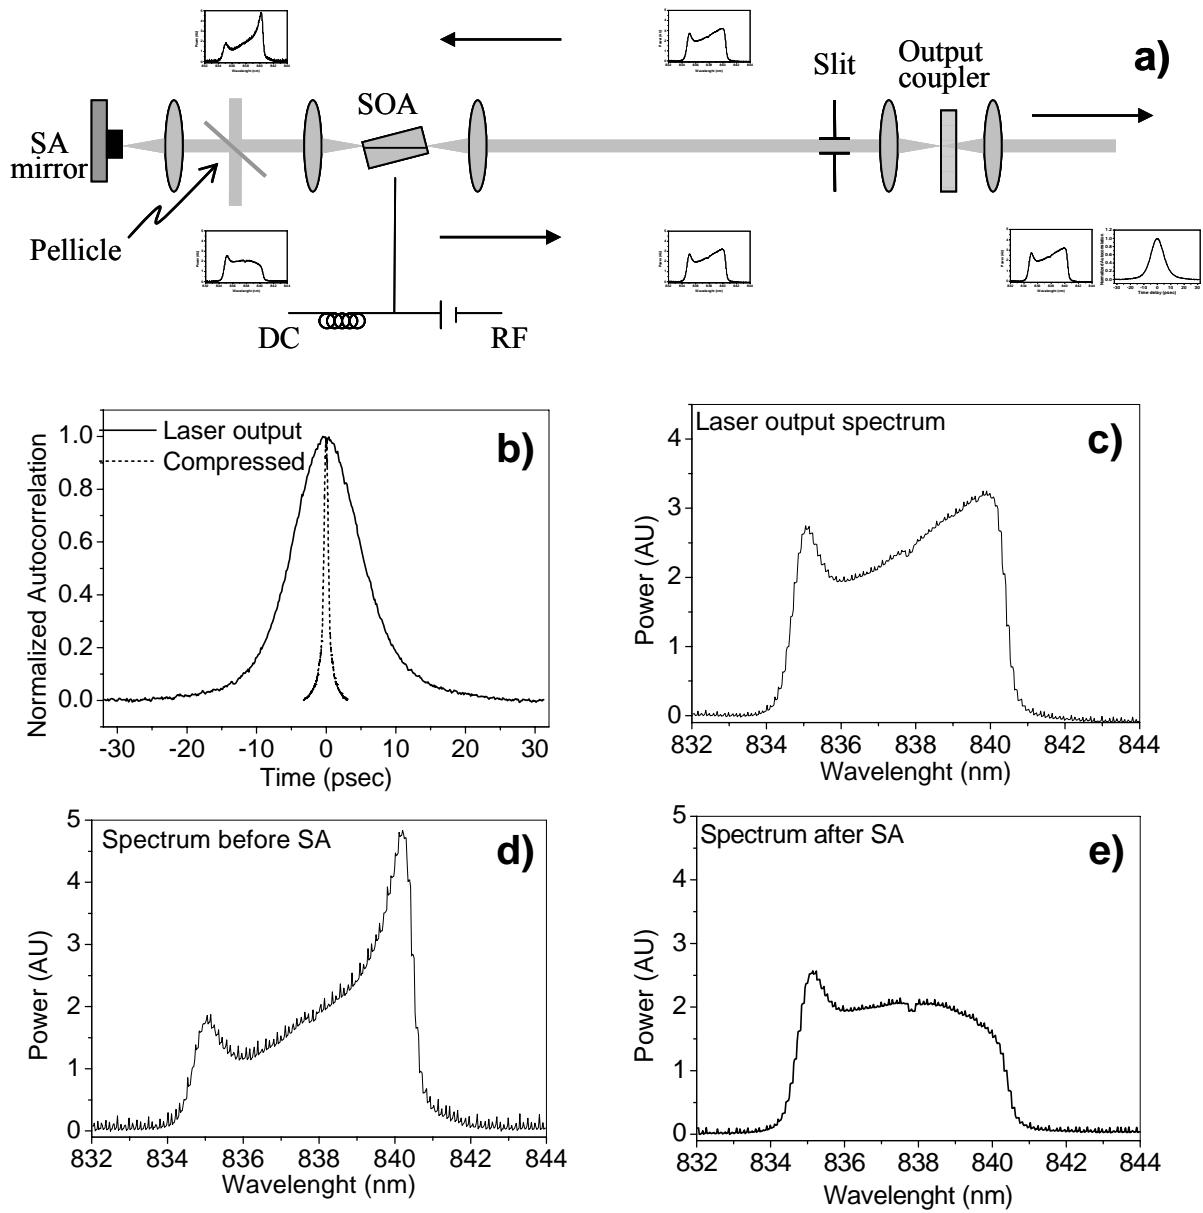 a)
Slit
Output
coupler
SOA
SA
mirror
Pellicle
DC
RF
b)
Laser output
Compressed
Normalized Autocorrelation
1.0
0.8
0.6
0.4
0.2
0.0
-30 -20 -10 0 10 20 30
Time (psec)
c)
Laser output spectrum
Power (AU)
4
3
2
1
0
832 834 836 838 840 842 844
Wavelenght (nm)
d)
Spectrum before SA
Power (AU)
5
4
3
2
1
0
832 834 836 838 840 842 844
Wavelenght (nm)
e)
Spectrum after SA
Power (AU)
5
4
3
2
1
0
832 834 836 838 840 842 844
Wavelenght (nm)